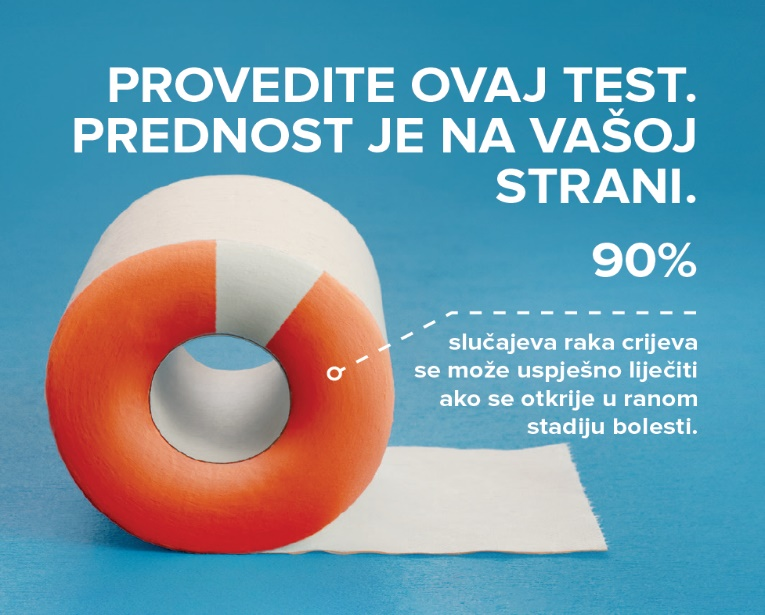 PROVEDITE OVAJ TEST.
PREDNOST JE NA VAŠOJ
STRANI.
90%
slučajeva raka crijeva
se može uspješno liječiti
ako se otkrije u ranom
stadiju bolesti.